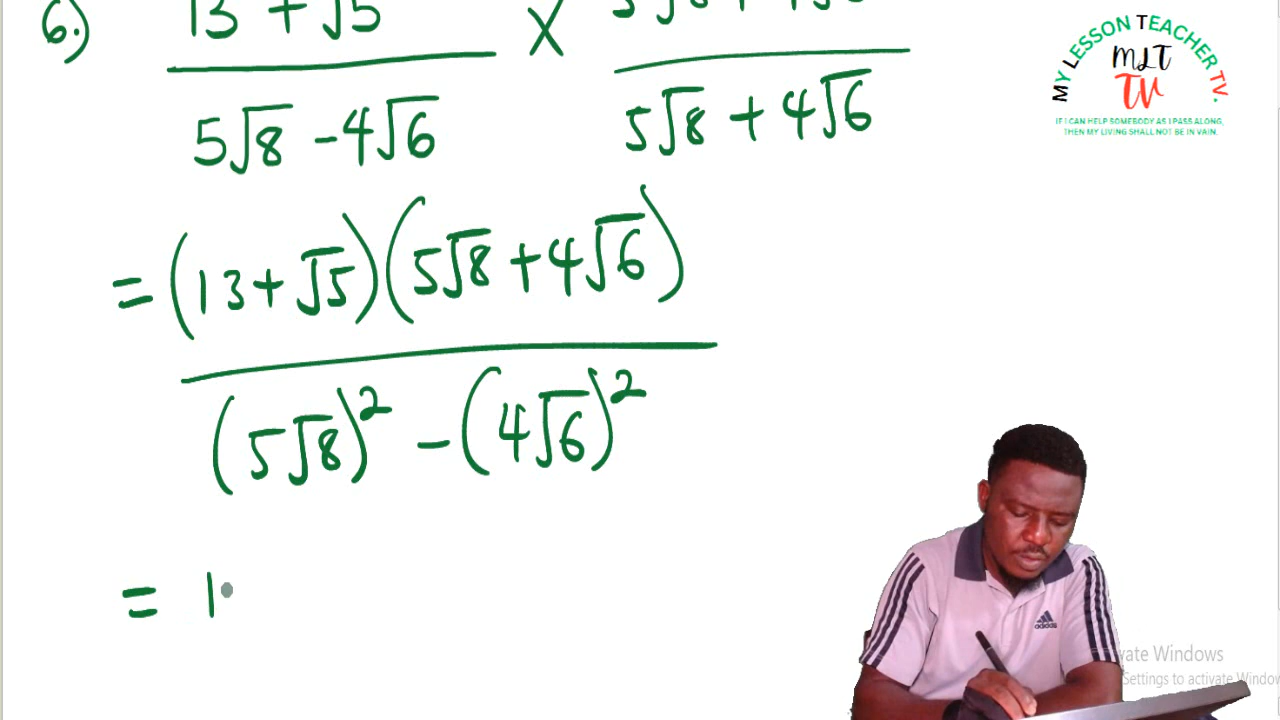 6.) 13 + √5 × 5√8 + 4√6
5√8 − 4√6 5√8 + 4√6
= (13 + √5)(5√8 + 4√6)
(5√8)² − (4√6)²
= 1
MY LESSON TEACHER TV.
MLT
TV
IF I CAN HELP SOMEBODY AS I PASS ALONG,
THEN MY LIVING SHALL NOT BE IN VAIN.
vate Windows
Settings to activate Window